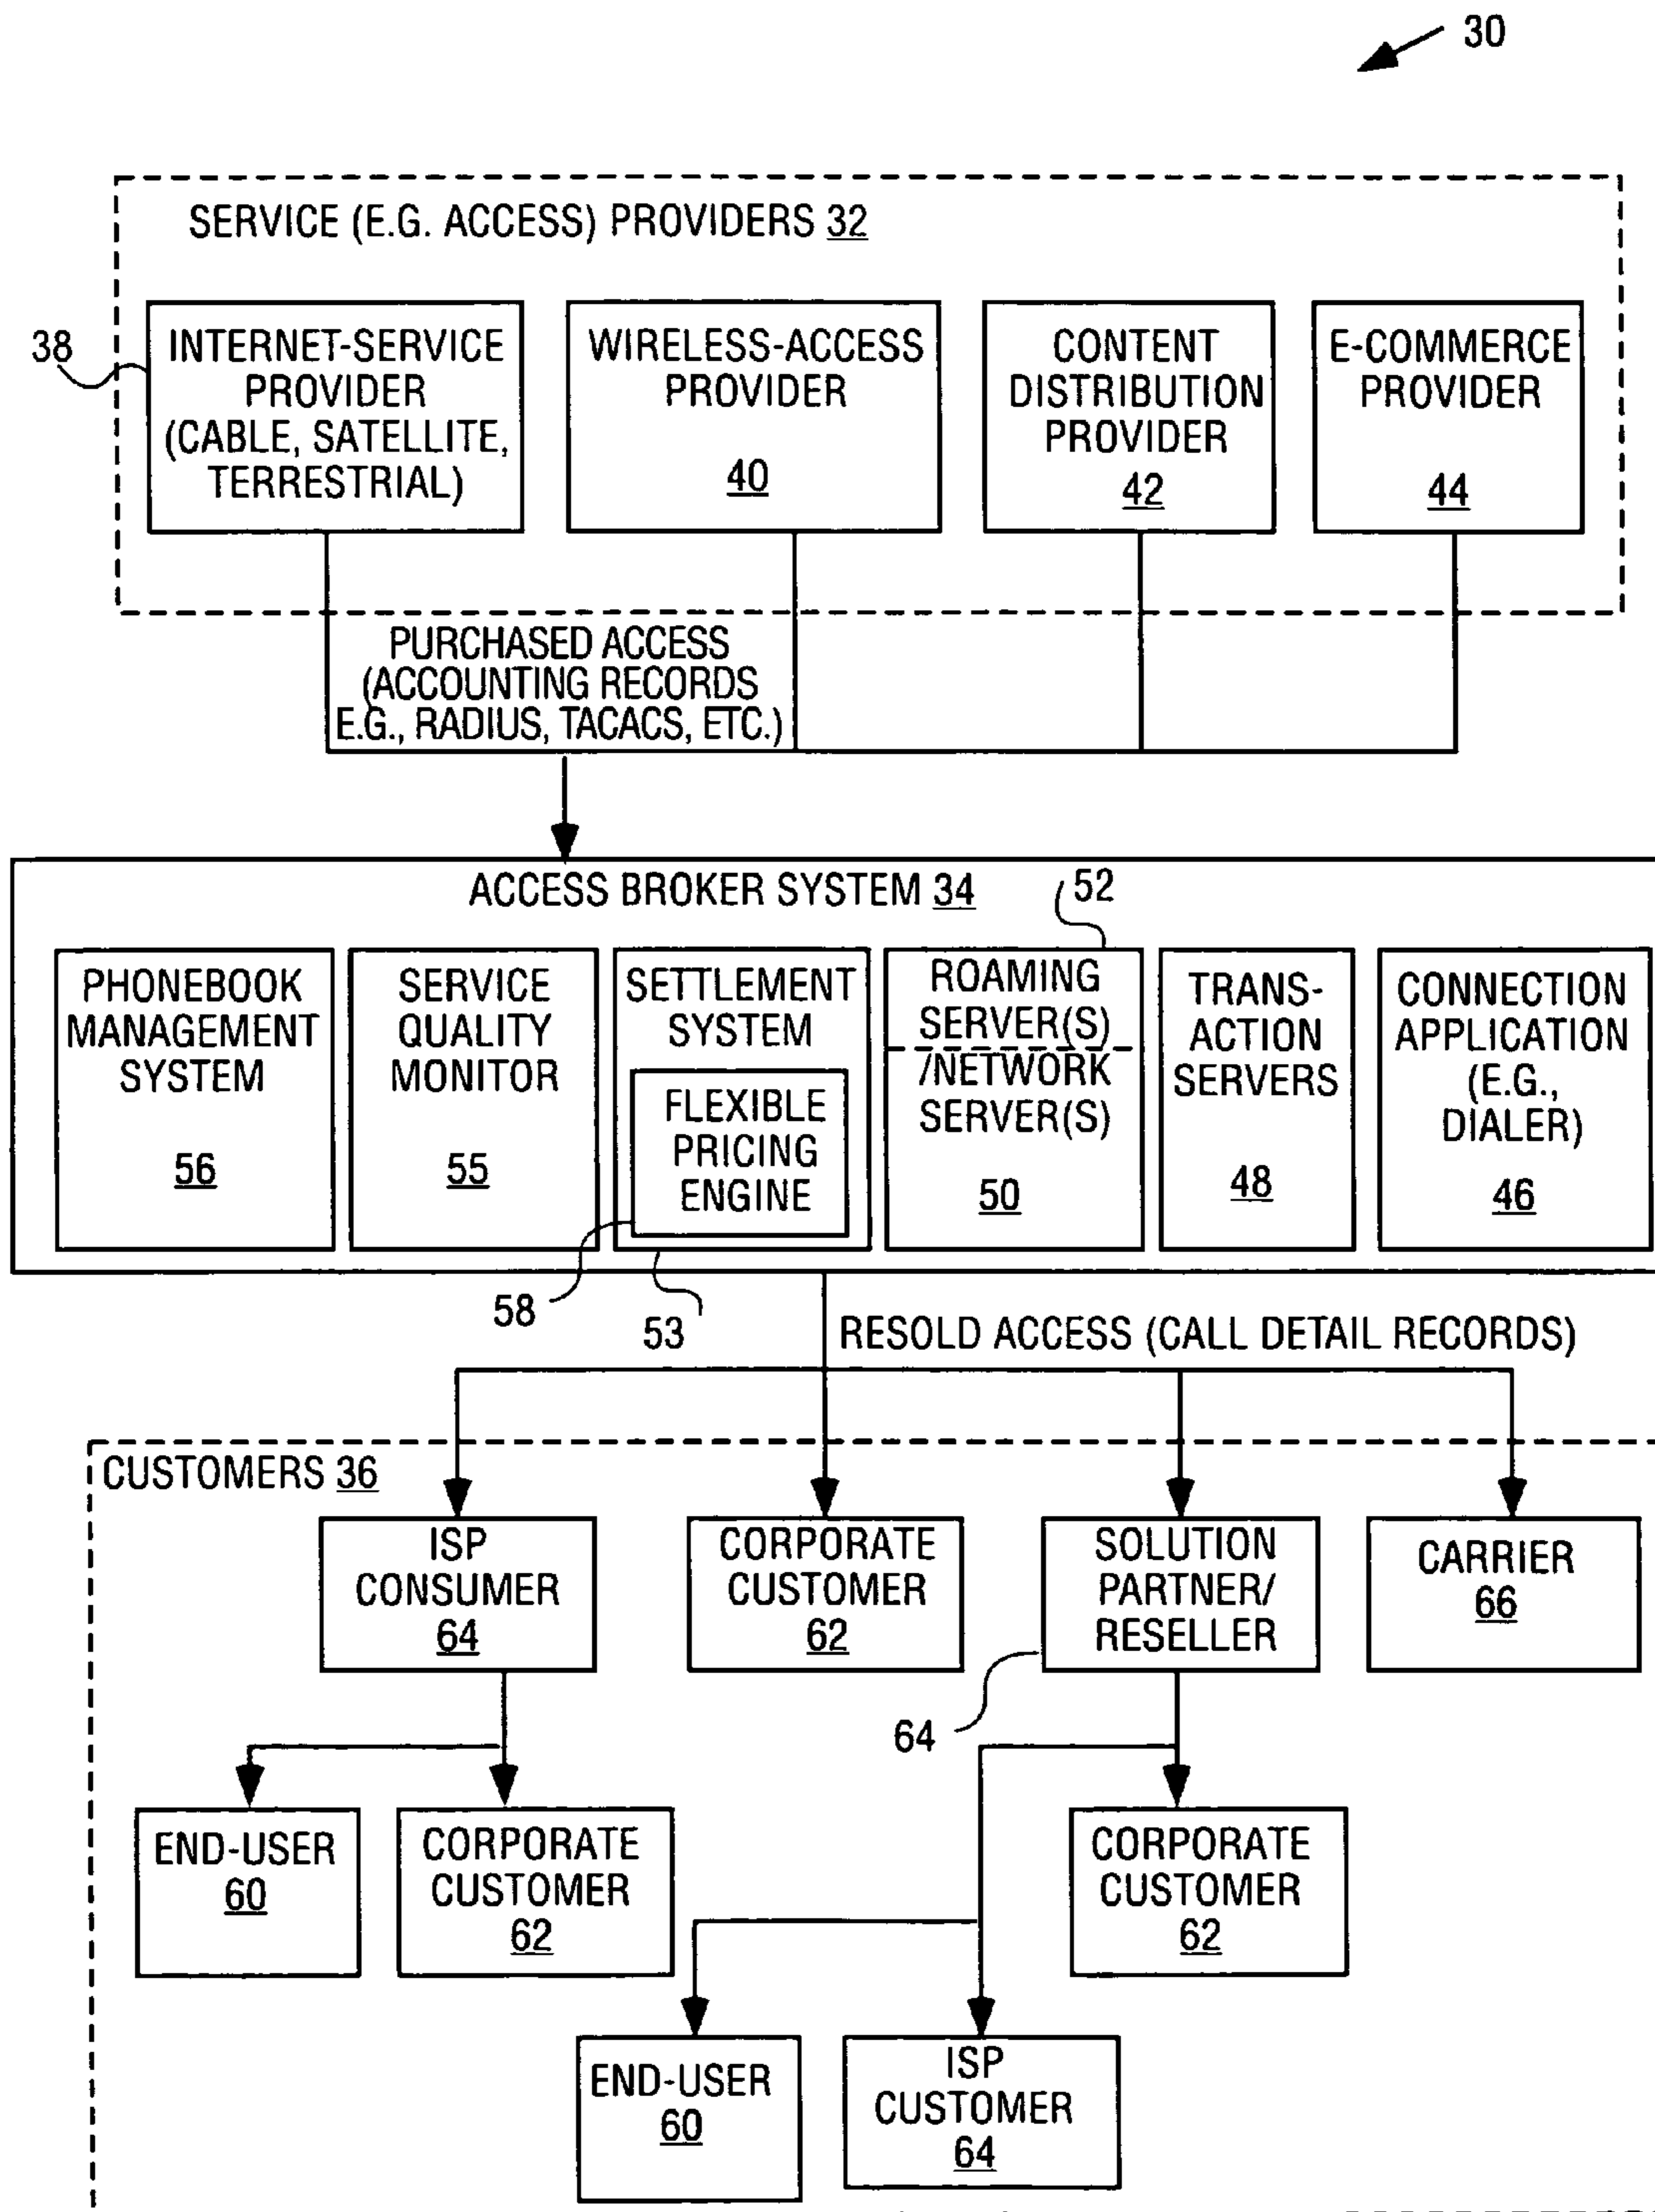 30
SERVICE (E.G. ACCESS) PROVIDERS 32
38
INTERNET-SERVICE
PROVIDER
(CABLE, SATELLITE,
TERRESTRIAL)
WIRELESS-ACCESS
PROVIDER
40
CONTENT
DISTRIBUTION
PROVIDER
42
E-COMMERCE
PROVIDER
44
PURCHASED ACCESS
(ACCOUNTING RECORDS
E.G., RADIUS, TACACS, ETC.)
ACCESS BROKER SYSTEM 34
52
PHONEBOOK
MANAGEMENT
SYSTEM
56
SERVICE
QUALITY
MONITOR
55
SETTLEMENT
SYSTEM
FLEXIBLE
PRICING
ENGINE
58
53
ROAMING
SERVER(S)
/NETWORK
SERVER(S)
50
TRANS-
ACTION
SERVERS
48
CONNECTION
APPLICATION
(E.G.,
DIALER)
46
RESOLD ACCESS (CALL DETAIL RECORDS)
CUSTOMERS 36
ISP
CONSUMER
64
CORPORATE
CUSTOMER
62
SOLUTION
PARTNER/
RESELLER
64
CARRIER
66
END-USER
60
CORPORATE
CUSTOMER
62
CORPORATE
CUSTOMER
62
END-USER
60
ISP
CUSTOMER
64